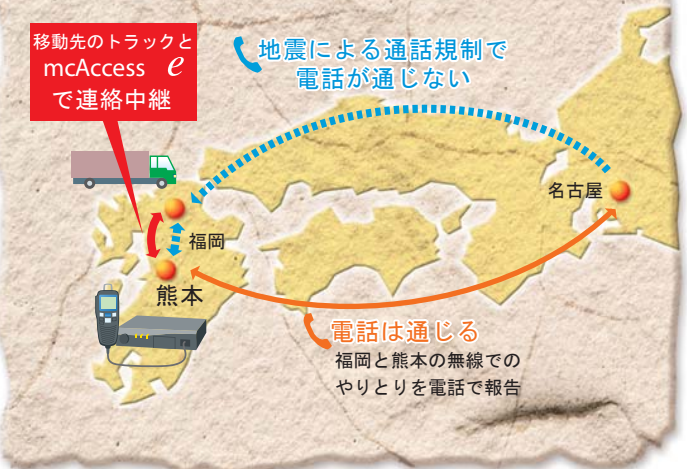 移動先のトラックと
mcAccess e
で連絡中継
地震による通話規制で
電話が通じない
名古屋
福岡
熊本
電話は通じる
福岡と熊本の無線での
やりとりを電話で報告